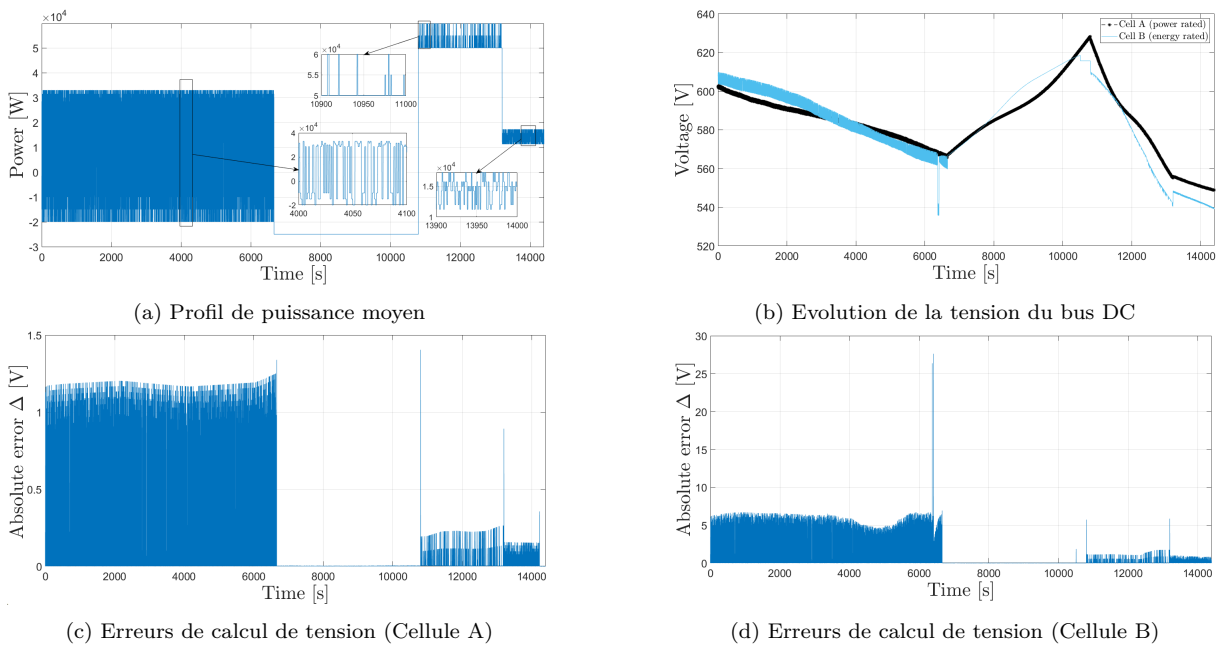 ×10⁴
6
5
4
3
2
1
0
-1
-2
-3
Power [W]
0 2000 4000 6000 8000 10000 12000 14000
Time [s]
×10⁴
6
5.5
5
10900 10950 11000
×10⁴
4
2
0
-2
4000 4050 4100
×10⁴
1.5
1
13900 13960 14000
(a) Profil de puissance moyen
640
620
600
580
560
540
520
Voltage [V]
0 2000 4000 6000 8000 10000 12000 14000
Time [s]
Cell A (power rated)
Cell B (energy rated)
(b) Evolution de la tension du bus DC
1.5
1
0.5
0
Absolute error Δ [V]
0 2000 4000 6000 8000 10000 12000 14000
Time [s]
(c) Erreurs de calcul de tension (Cellule A)
30
25
20
15
10
5
0
Absolute error Δ [V]
0 2000 4000 6000 8000 10000 12000 14000
Time [s]
(d) Erreurs de calcul de tension (Cellule B)